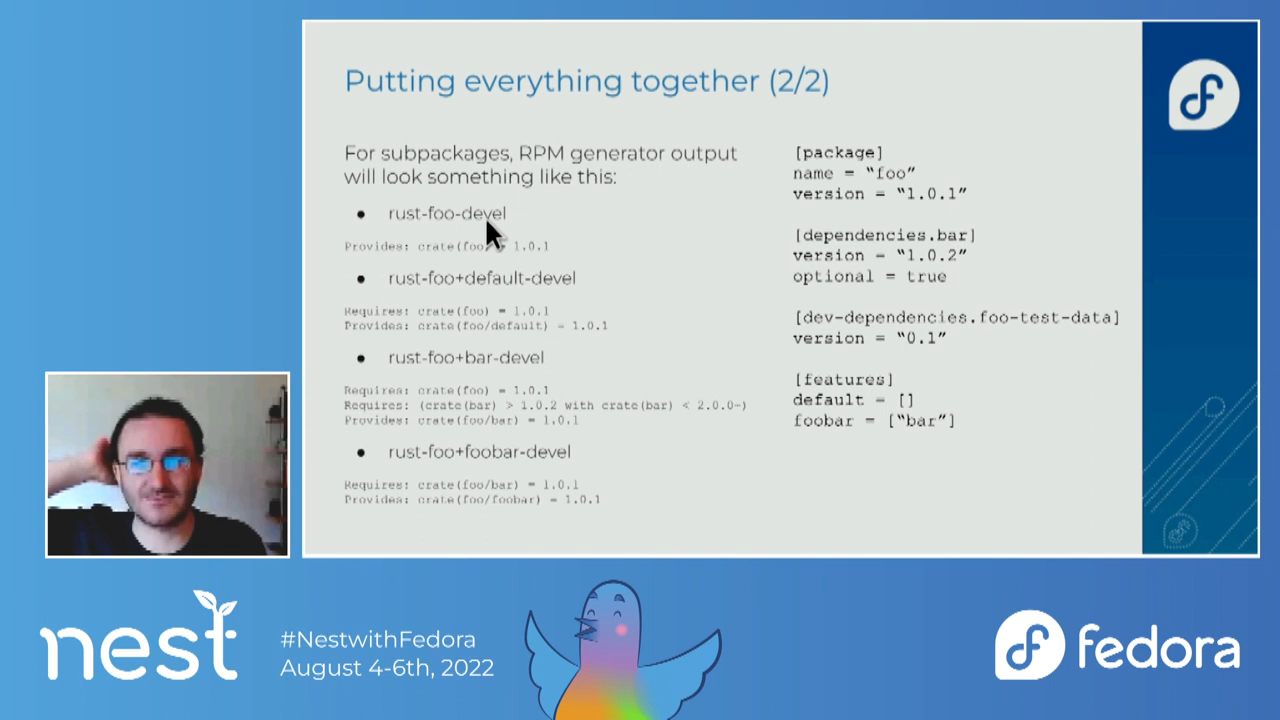 Putting everything together (2/2)
For subpackages, RPM generator output
will look something like this:
● rust-foo-devel
Provides: crate(foo) 1.0.1
● rust-foo+default-devel
Requires: crate(foo) = 1.0.1
Provides: crate(foo/default) = 1.0.1
● rust-foo+bar-devel
Requires: crate(foo) = 1.0.1
Requires: (crate(bar) > 1.0.2 with crate(bar) < 2.0.0~)
Provides: crate(foo/bar) = 1.0.1
● rust-foo+foobar-devel
Requires: crate(foo/bar) = 1.0.1
Provides: crate(foo/foobar) = 1.0.1
[package]
name = “foo”
version = “1.0.1”
[dependencies.bar]
version = “1.0.2”
optional = true
[dev-dependencies.foo-test-data]
version = “0.1”
[features]
default = []
foobar = [“bar”]
nest
#NestwithFedora
August 4-6th, 2022
fedora